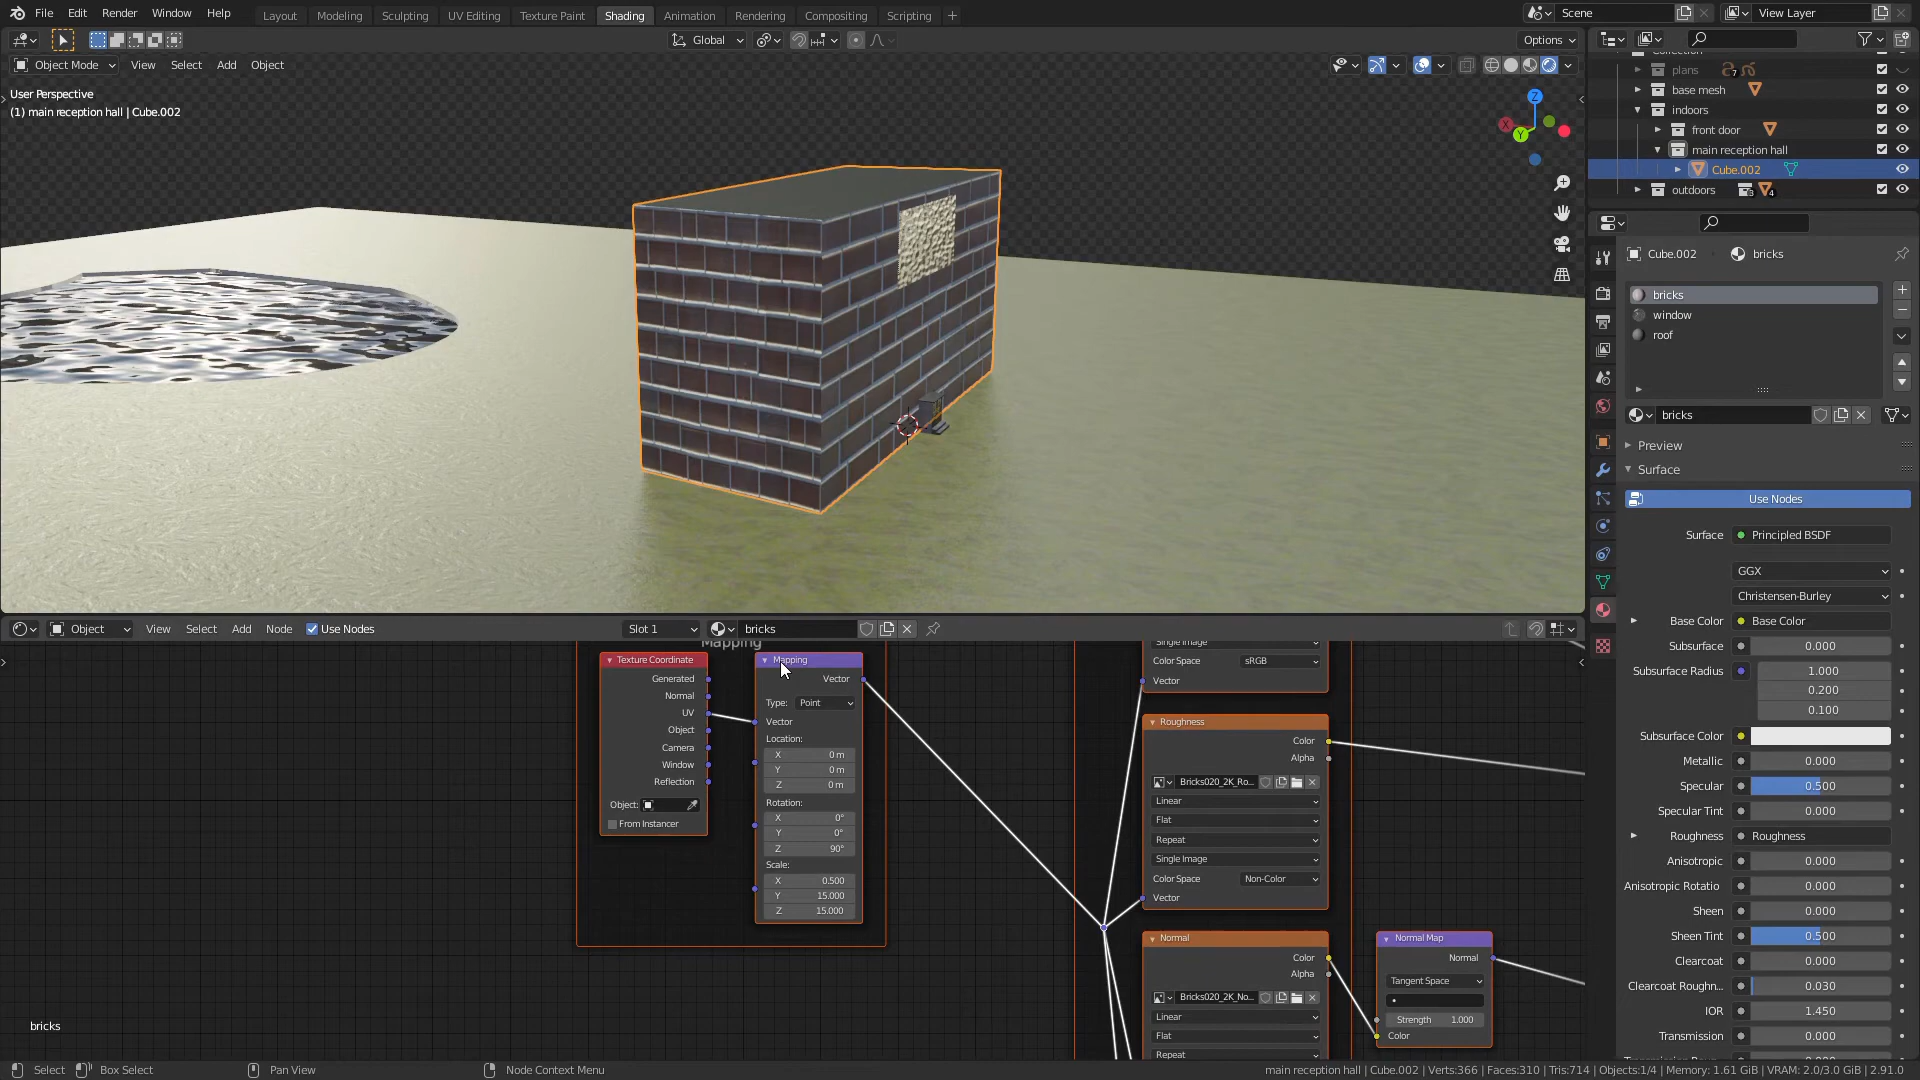 File Edit Render Window Help Layout Modeling Sculpting UV Editing Texture Paint Shading Animation Rendering Compositing Scripting + Scene View Layer
Global Options
Object Mode View Select Add Object
User Perspective
(1) main reception hall | Cube.002
Z
X
Y
plans
7
base mesh
indoors
front door
main reception hall
Cube.002
outdoors
3
4
Cube.002 bricks
bricks
window
roof
bricks
Preview
Surface
Use Nodes
Surface Principled BSDF
GGX
Christensen-Burley
Base Color Base Color
Subsurface 0.000
Subsurface Radius 1.000
0.200
0.100
Subsurface Color
Metallic 0.000
Specular 0.500
Specular Tint 0.000
Roughness Roughness
Anisotropic 0.000
Anisotropic Rotatio 0.000
Sheen 0.000
Sheen Tint 0.500
Clearcoat 0.000
Clearcoat Roughn... 0.030
IOR 1.450
Transmission 0.000
Object View Select Add Node Use Nodes Slot 1 bricks
Mapping
Texture Coordinate
Generated
Normal
UV
Object
Camera
Window
Reflection
Object:
From Instancer
Mapping
Vector
Type: Point
Vector
Location:
X 0 m
Y 0 m
Z 0 m
Rotation:
X 0°
Y 0°
Z 90°
Scale:
X 0.500
Y 15.000
Z 15.000
Single Image
Color Space sRGB
Vector
Roughness
Color
Alpha
Bricks020_2K_Ro...
Linear
Flat
Repeat
Single Image
Color Space Non-Color
Vector
Normal
Color
Alpha
Bricks020_2K_No...
Linear
Flat
Repeat
Normal Map
Normal
Tangent Space
Strength 1.000
Color
bricks
Select Box Select Pan View Node Context Menu main reception hall | Cube.002 | Verts:366 | Faces:310 | Tris:714 | Objects:1/4 | Memory: 1.61 GiB | VRAM: 2.0/3.0 GiB | 2.91.0